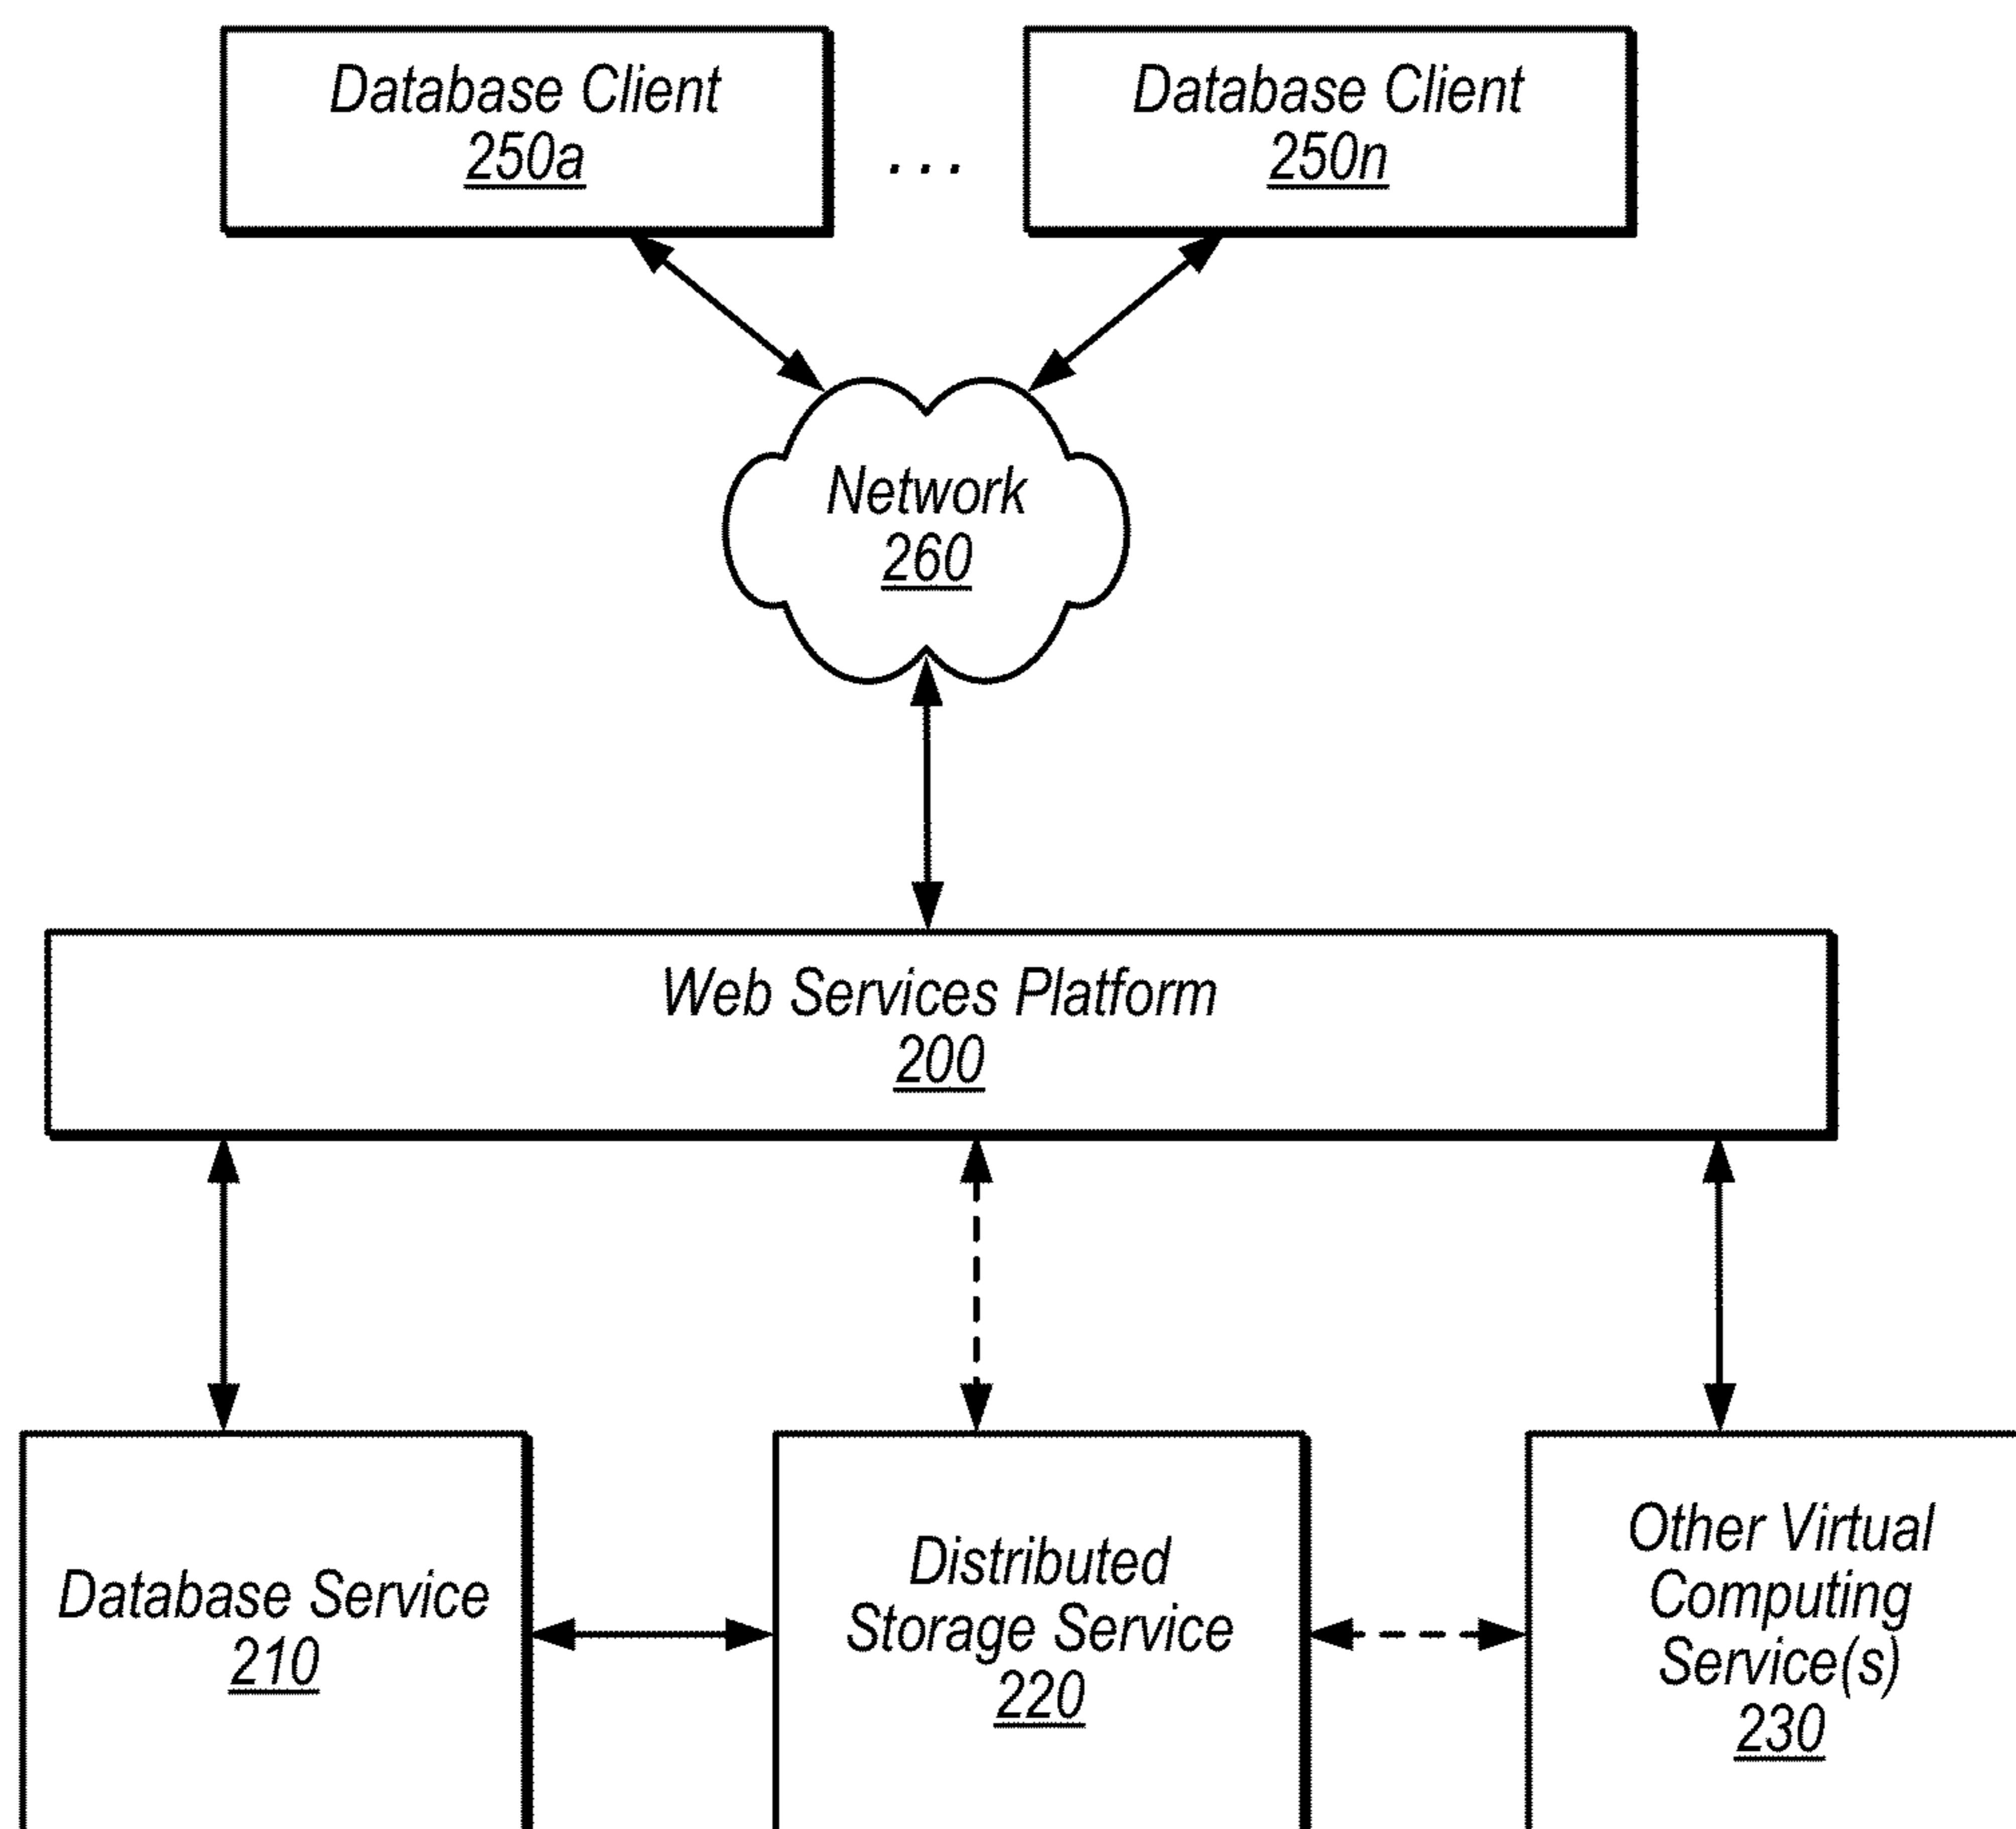 Database Client
250a
...
Database Client
250n
Network
260
Web Services Platform
200
Database Service
210
Distributed
Storage Service
220
Other Virtual
Computing
Service(s)
230